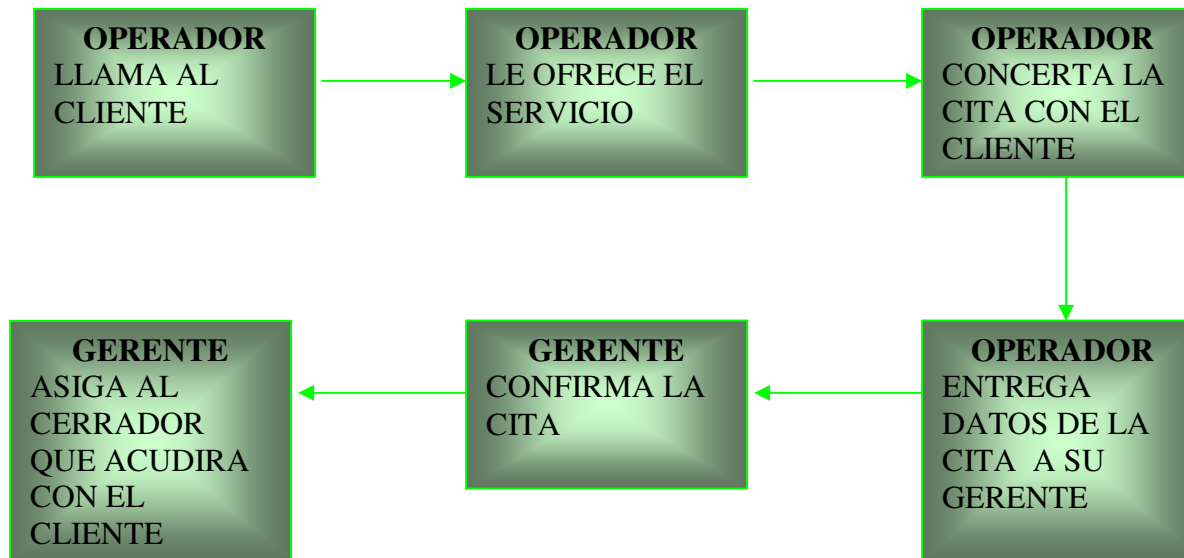 OPERADOR
LLAMA AL
CLIENTE
OPERADOR
LE OFRECE EL
SERVICIO
OPERADOR
CONCERTA LA
CITA CON EL
CLIENTE
OPERADOR
ENTREGA
DATOS DE LA
CITA A SU
GERENTE
GERENTE
CONFIRMA LA
CITA
GERENTE
ASIGA AL
CERRADOR
QUE ACUDIRA
CON EL
CLIENTE